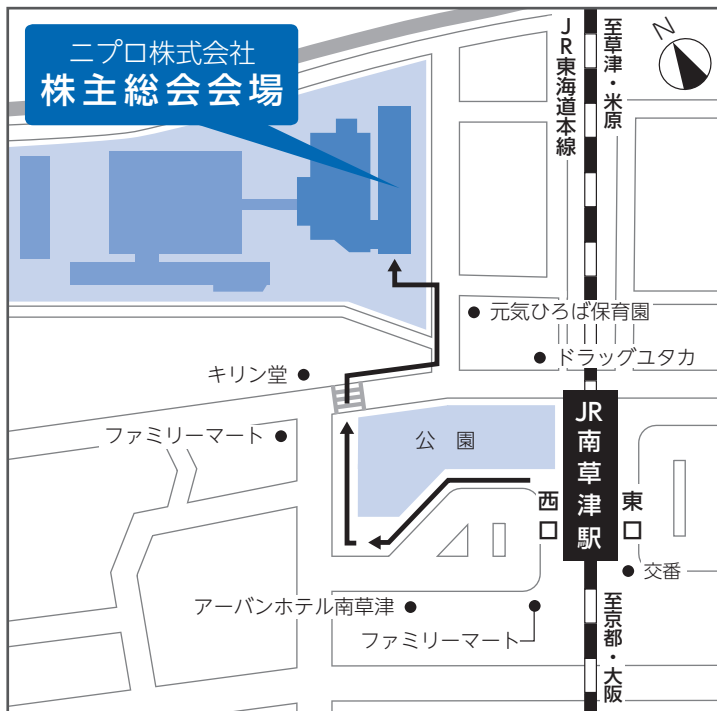 ニプロ株式会社
株主総会会場
JR東海道本線
至草津・米原
N
元気ひろば保育園
ドラッグユタカ
キリン堂
ファミリーマート
公園
JR南草津駅
西口
東口
交番
アーバンホテル南草津
ファミリーマート
至京都・大阪